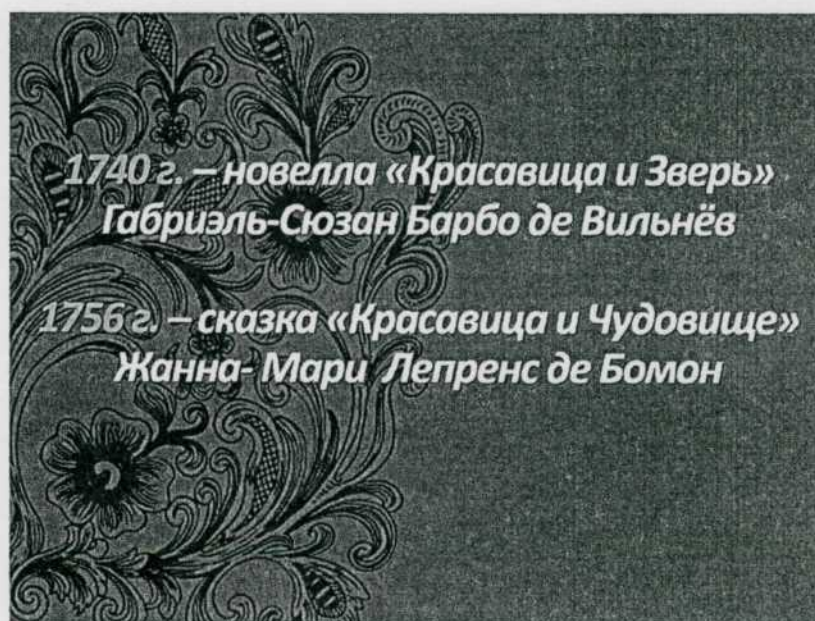 1740 г. – новелла «Красавица и Зверь»
Габриэль-Сюзан Барбо де Вильнёв
1756 г. – сказка «Красавица и Чудовище»
Жанна- Мари Лепренс де Бомон